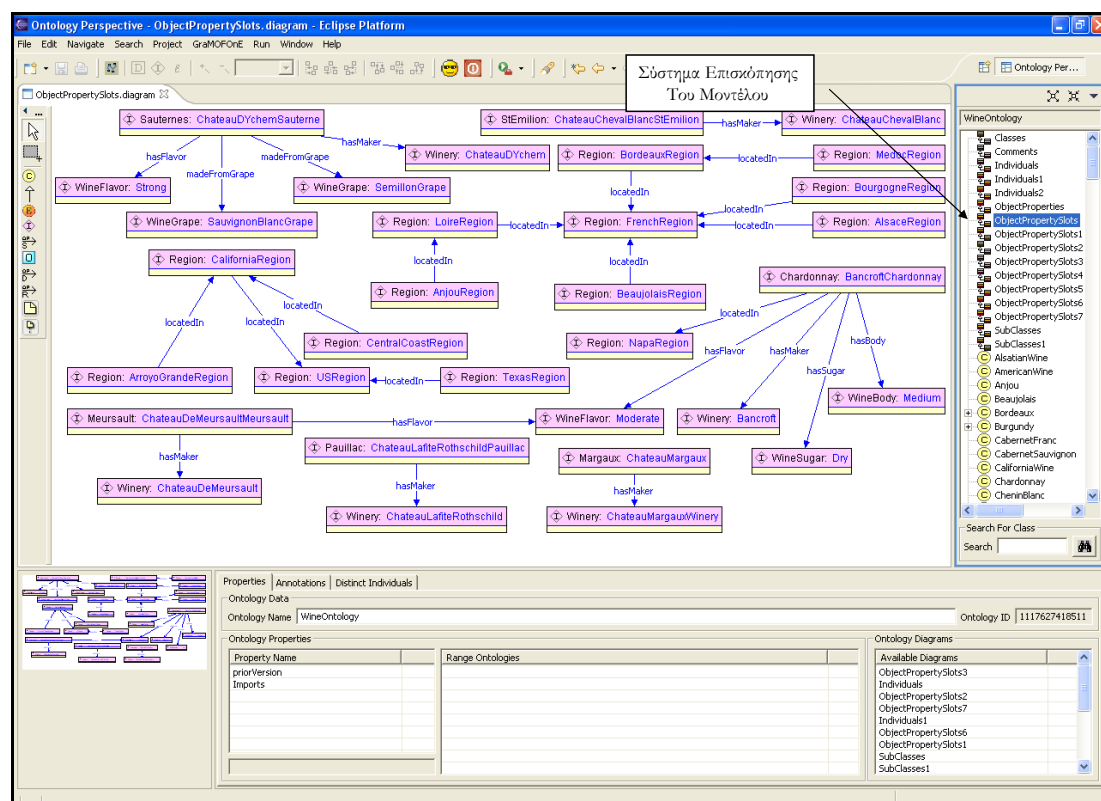 Ontology Perspective - ObjectPropertySlots.diagram - Eclipse Platform
File Edit Navigate Search Project GraMOFOnE Run Window Help
Ontology Per...
Σύστημα Επισκόπησης
Του Μοντέλου
ObjectPropertySlots.diagram
Sauternes: ChateauDYchemSauterne
StEmilion: ChateauChevalBlancStEmilion
hasMaker
Winery: ChateauChevalBlanc
hasMaker
hasFlavor
madeFromGrape
madeFromGrape
Winery: ChateauDYchem
Region: BordeauxRegion
locatedIn
Region: MedocRegion
WineFlavor: Strong
WineGrape: SemillonGrape
locatedIn
Region: BourgogneRegion
locatedIn
WineGrape: SauvignonBlancGrape
Region: LoireRegion
locatedIn
Region: FrenchRegion
locatedIn
Region: AlsaceRegion
Region: CaliforniaRegion
locatedIn
locatedIn
Chardonnay: BancroftChardonnay
Region: AnjouRegion
Region: BeaujolaisRegion
locatedIn
locatedIn
locatedIn
locatedIn
Region: CentralCoastRegion
Region: NapaRegion
hasFlavor
hasMaker
hasBody
hasSugar
Region: ArroyoGrandeRegion
Region: USRegion
locatedIn
Region: TexasRegion
WineBody: Medium
Meursault: ChateauDeMeursaultMeursault
hasFlavor
WineFlavor: Moderate
Winery: Bancroft
Pauillac: ChateauLafiteRothschildPauillac
hasMaker
Margaux: ChateauMargaux
WineSugar: Dry
Winery: ChateauDeMeursault
hasMaker
hasMaker
Winery: ChateauLafiteRothschild
Winery: ChateauMargauxWinery
WineOntology
Classes
Comments
Individuals
Individuals1
Individuals2
ObjectProperties
ObjectPropertySlots
ObjectPropertySlots1
ObjectPropertySlots2
ObjectPropertySlots3
ObjectPropertySlots4
ObjectPropertySlots5
ObjectPropertySlots6
ObjectPropertySlots7
SubClasses
SubClasses1
AlsatianWine
AmericanWine
Anjou
Beaujolais
Bordeaux
Burgundy
CabernetFranc
CabernetSauvignon
CaliforniaWine
Chardonnay
CheninBlanc
Search For Class
Search
Properties Annotations Distinct Individuals
Ontology Data
Ontology Name WineOntology Ontology ID 1117627418511
Ontology Properties
Property Name Range Ontologies
priorVersion
Imports
Ontology Diagrams
Available Diagrams
ObjectPropertySlots3
Individuals
ObjectPropertySlots2
ObjectPropertySlots7
Individuals1
ObjectPropertySlots6
ObjectPropertySlots1
SubClasses
SubClasses1